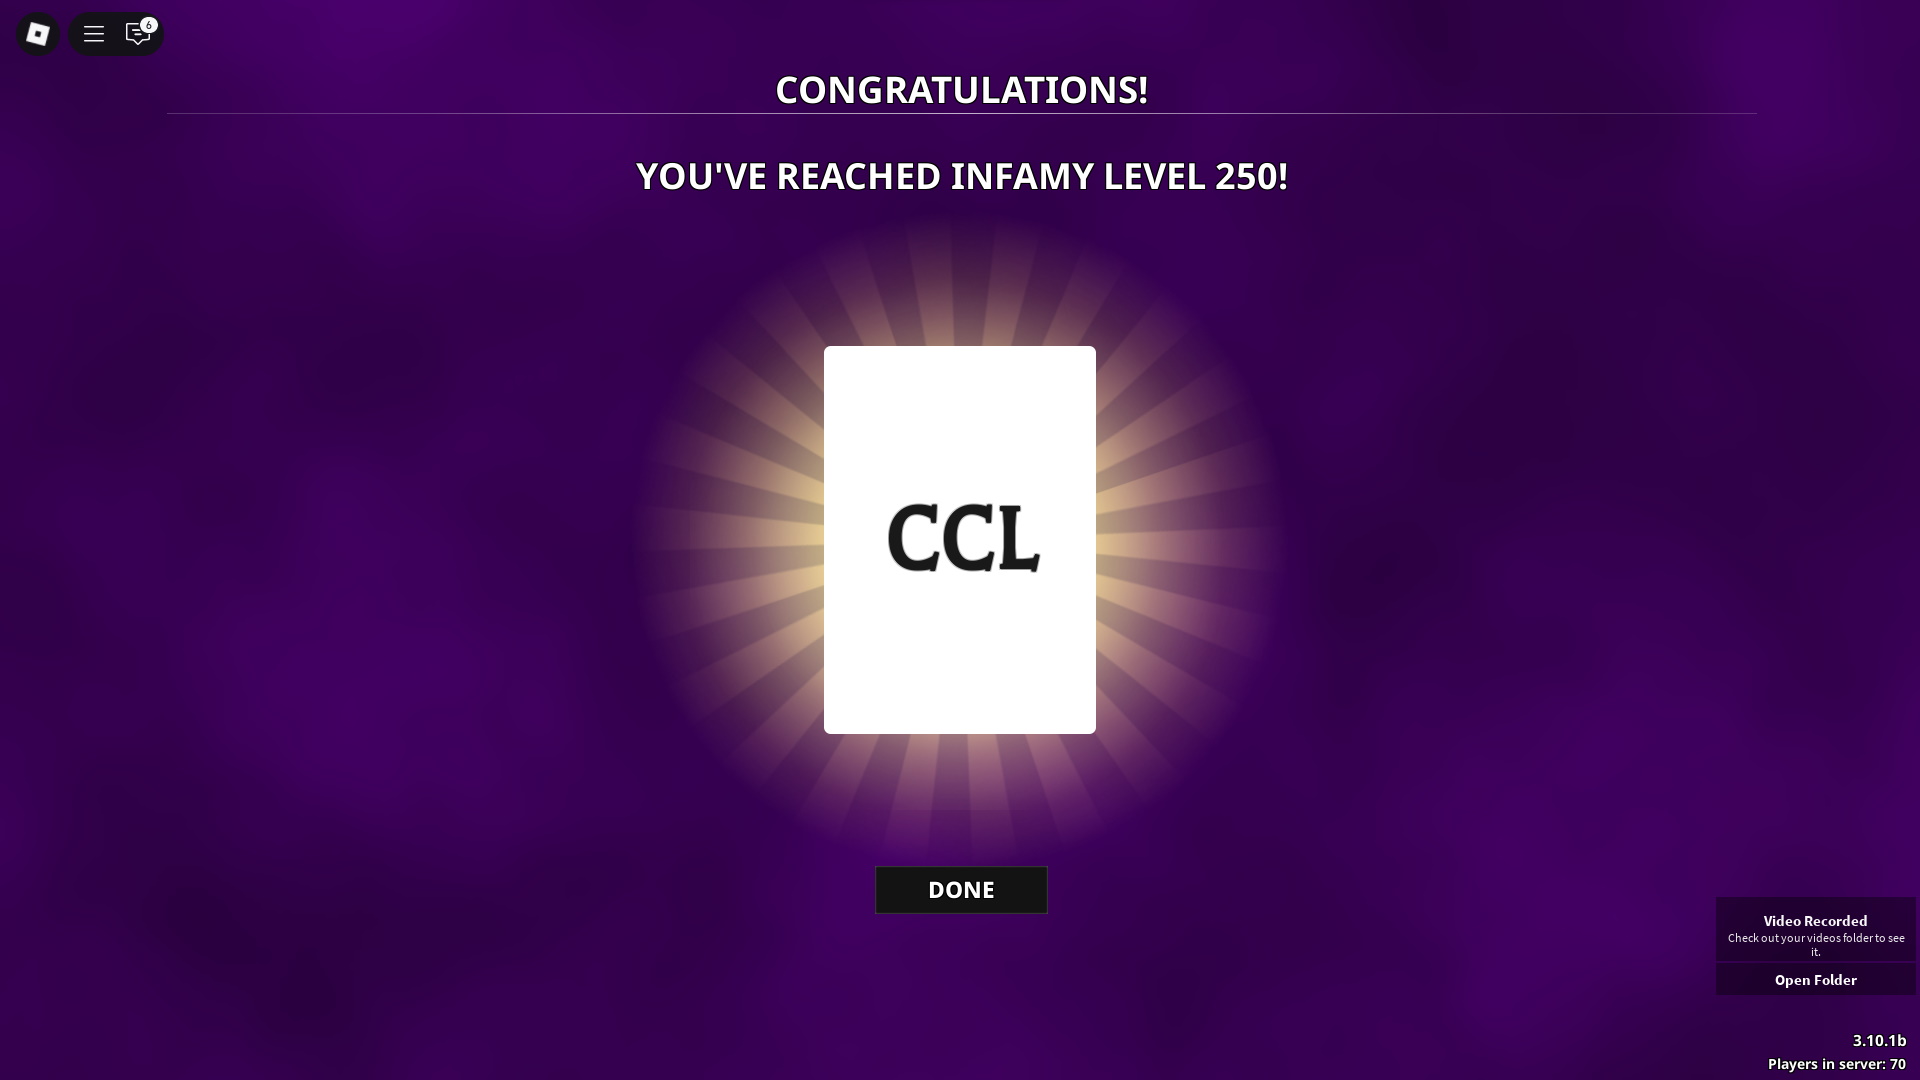 6
CONGRATULATIONS!
YOU'VE REACHED INFAMY LEVEL 250!
CCL
DONE
Video Recorded
Check out your videos folder to see
it.
Open Folder
3.10.1b
Players in server: 70